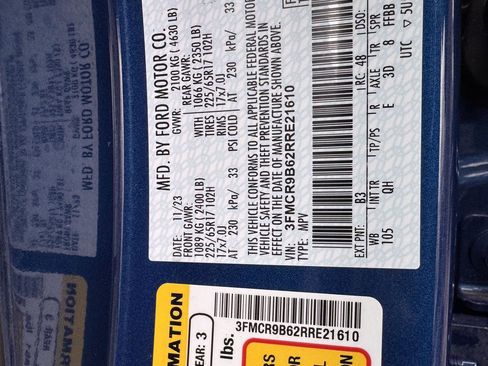 MFD. BY FORD MOTOR CO.
DATE: 11/23
GVWR: 2100 KG ( 4630 LB)
FRONT GAWR:
REAR GAWR:
1089 KG ( 2400 LB)
WITH 1066 KG ( 2350 LB)
225/65R17 102H
TIRES 225/65R17 102H
17x7.0J
RIMS 17x7.0J
AT 230 kPa/ 33 PSI COLD
AT 230 kPa/ 33
THIS VEHICLE CONFORMS TO ALL APPLICABLE FEDERAL MOTOR
VEHICLE SAFETY AND THEFT PREVENTION STANDARDS IN
EFFECT ON THE DATE OF MANUFACTURE SHOWN ABOVE.
VIN: 3FMCR9B62RRE21610
TYPE: MPV
EXT PNT: B3
RC: 48
DSO:
WB
INT TR
TP/PS
R
AXLE
TR
SPR
105
QH
E
3D
8
FFBB
UTC
5U
MATION
EAR: 3
3FMCR9B62RRE21610
lbs.